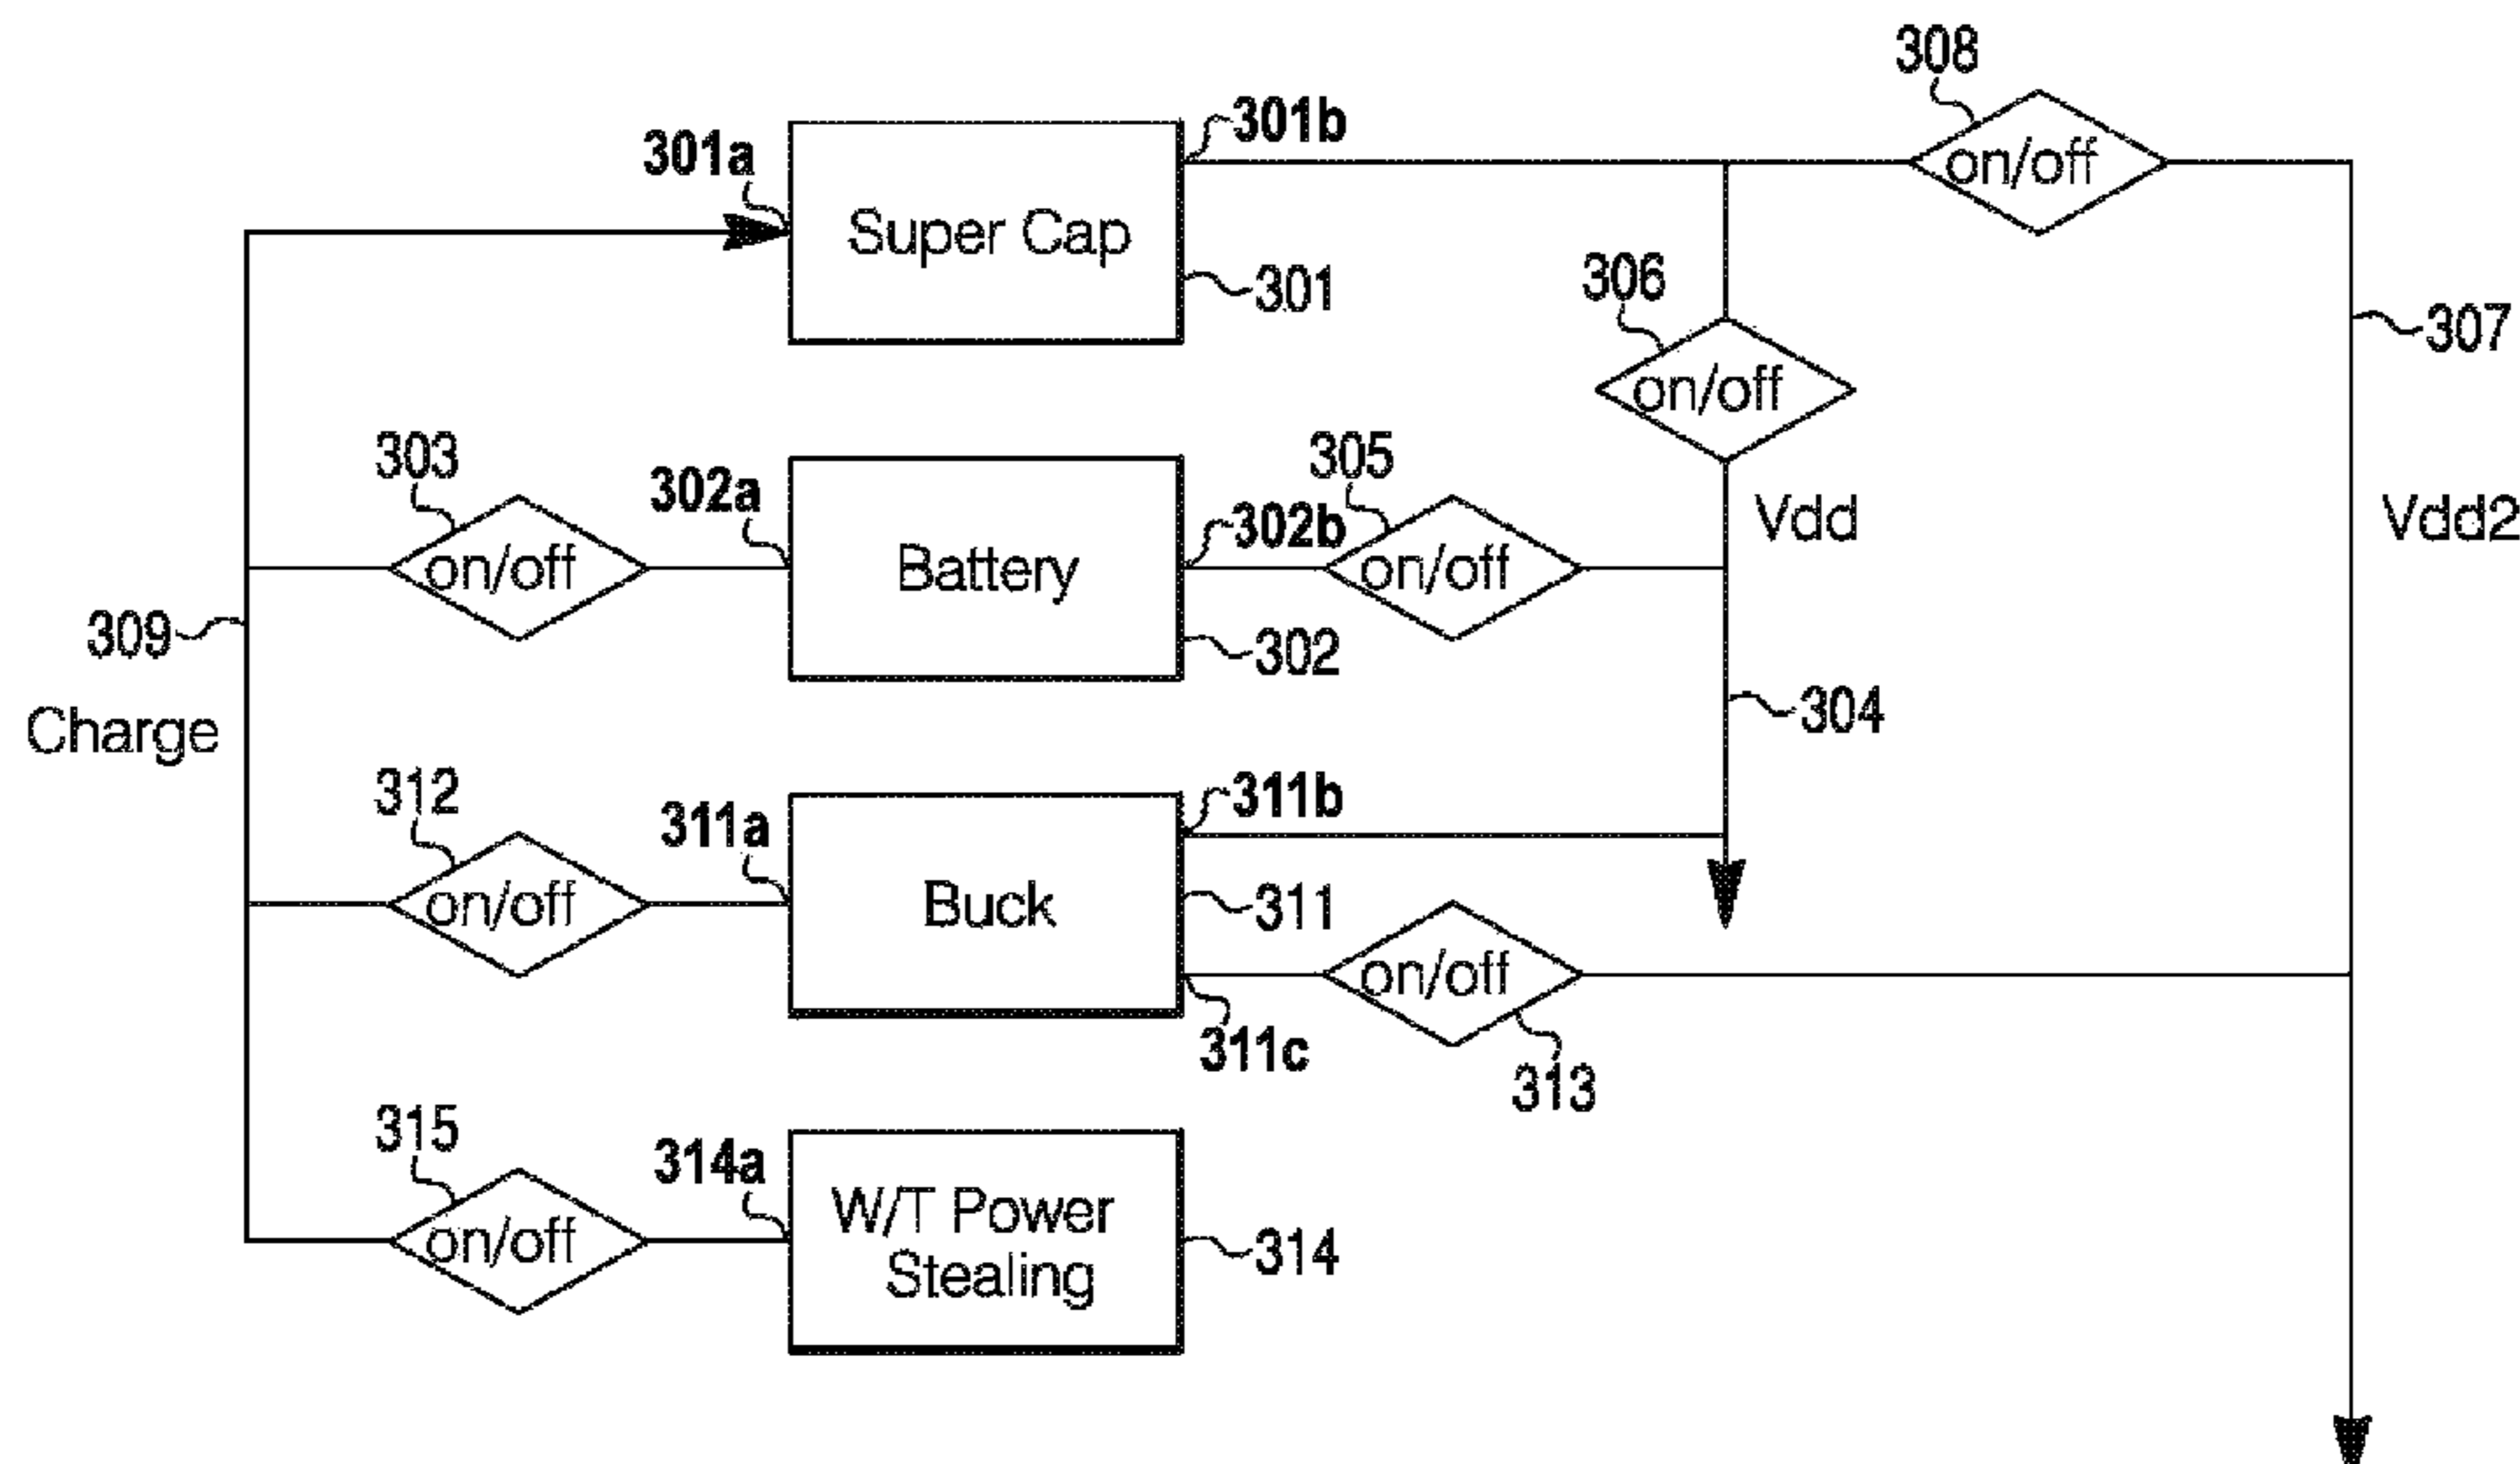 308
301b
301a
on/off
Super Cap
306
301
307
on/off
303
302a
305
302b
Vdd
Vdd2
on/off
Battery
on/off
309
302
304
Charge
312
311a
311b
on/off
Buck
311
on/off
311c
313
315
314a
W/T Power
Stealing
on/off
314